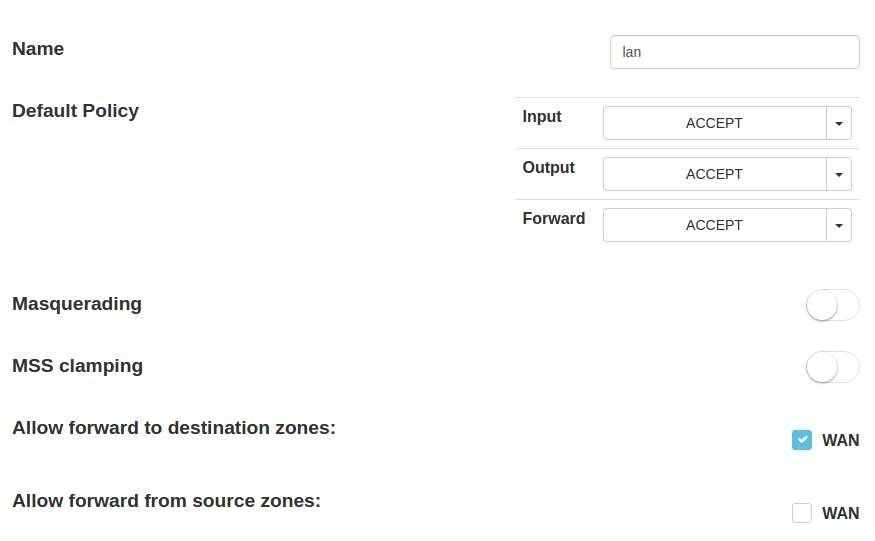 Name
lan
Default Policy
Input ACCEPT
Output ACCEPT
Forward ACCEPT
Masquerading
MSS clamping
Allow forward to destination zones:
WAN
Allow forward from source zones:
WAN